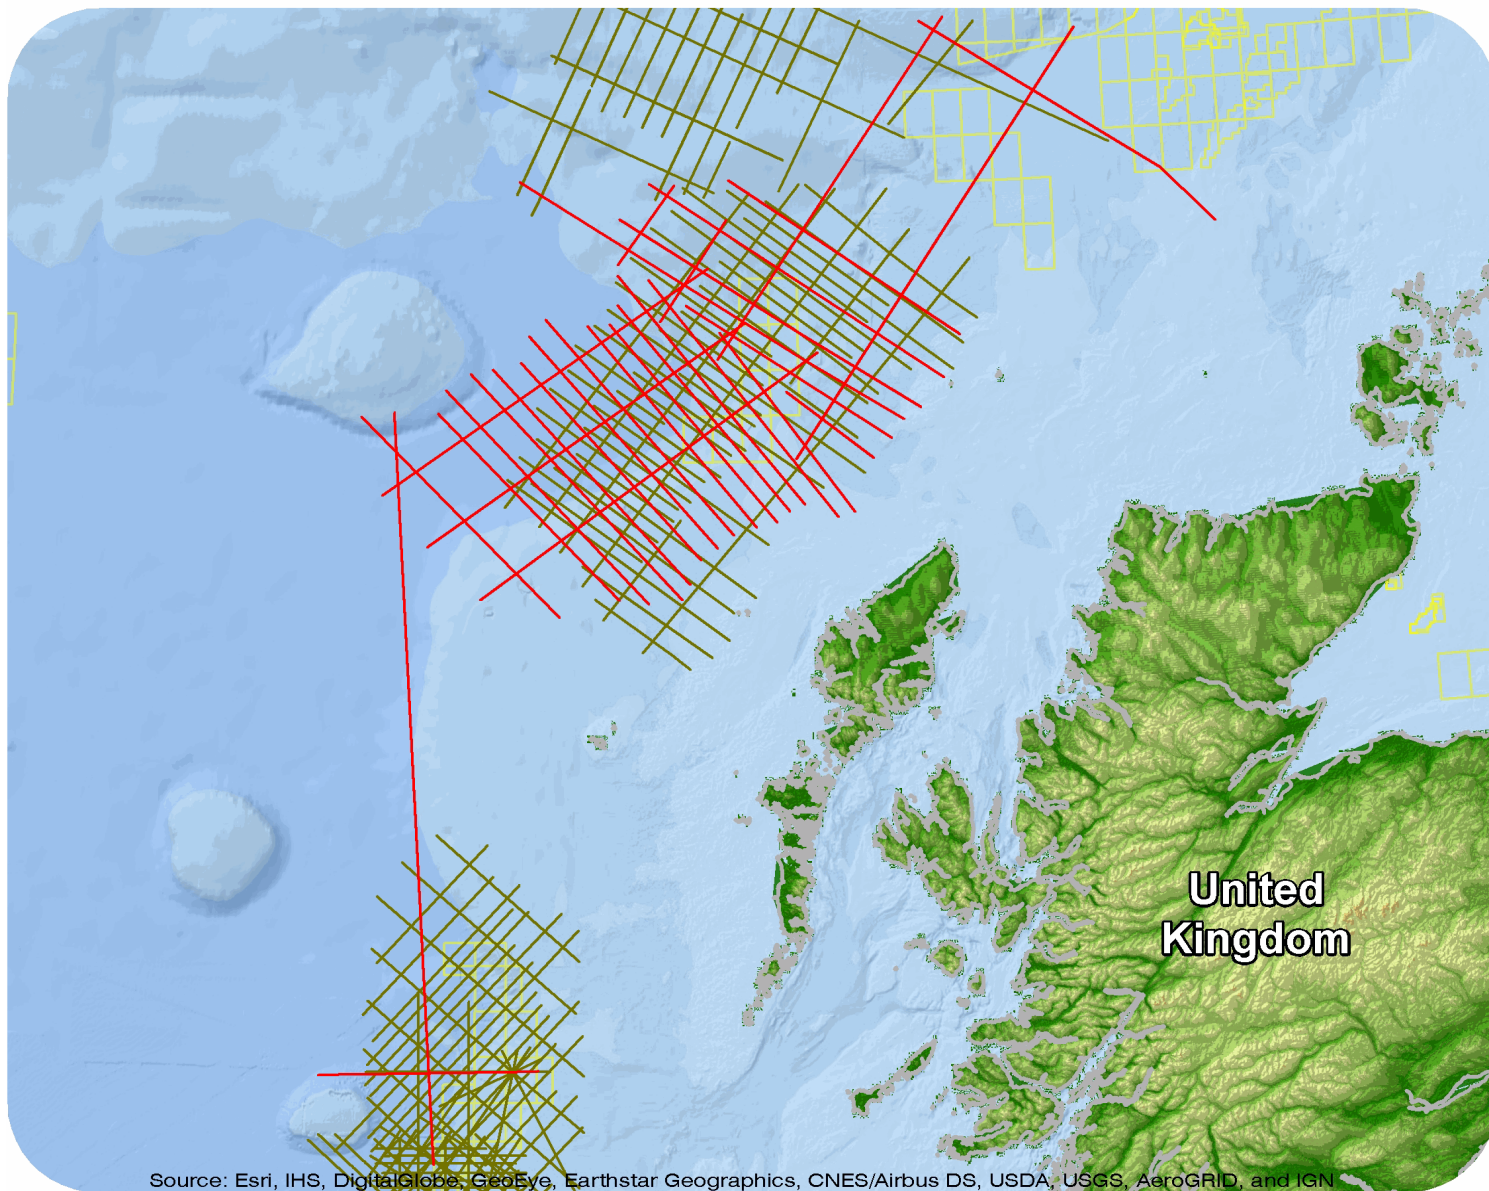 United
Kingdom
Source: Esri, IHS, DigitalGlobe, GeoEye, Earthstar Geographics, CNES/Airbus DS, USDA, USGS, AeroGRID, and IGN